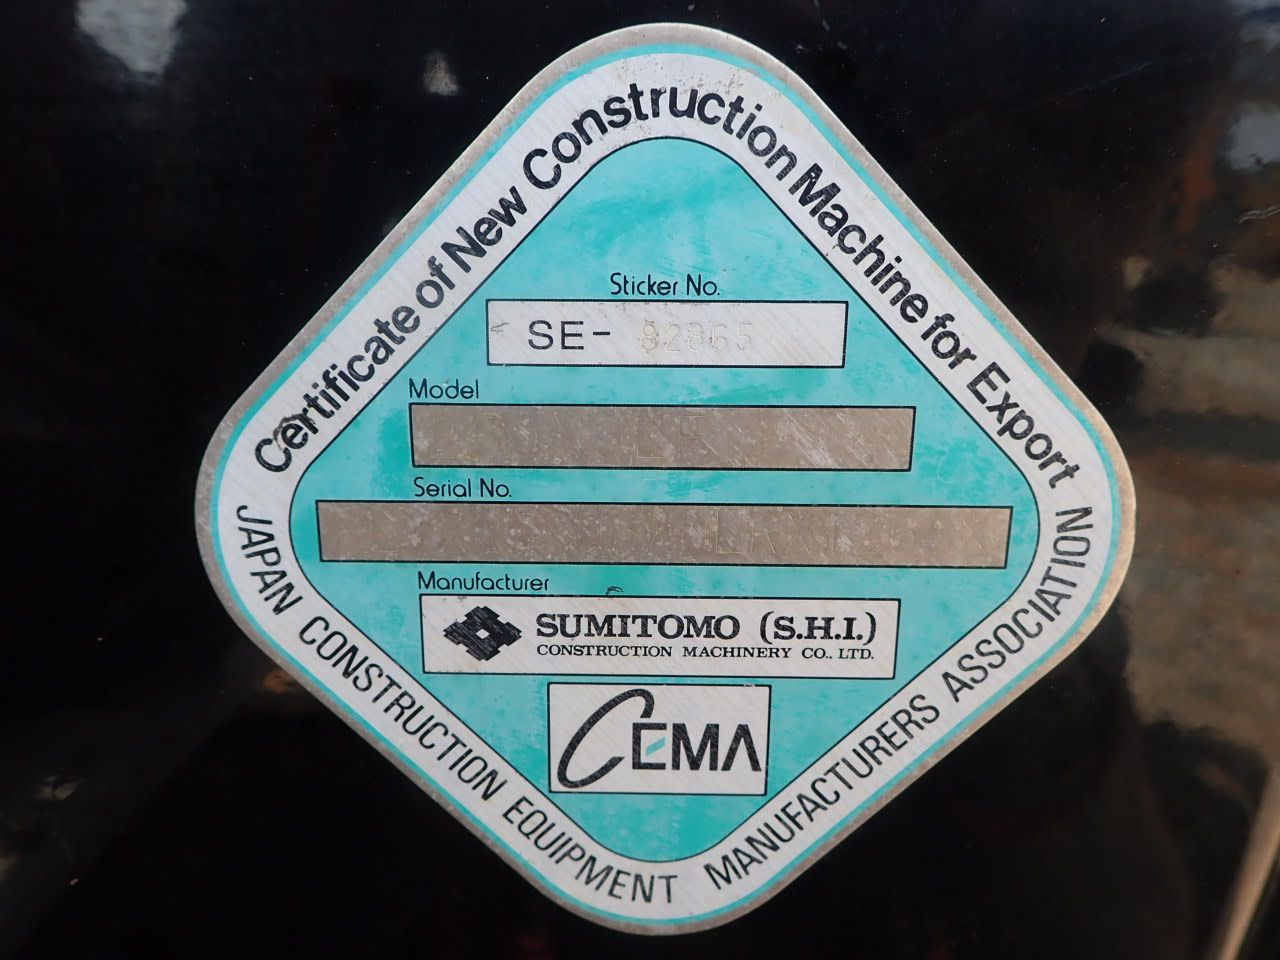 Certificate of New Construction Machine for Export
Sticker No.
SE- 82865
Model
Serial No.
Manufacturer
SUMITOMO (S.H.I.)
CONSTRUCTION MACHINERY CO., LTD.
CEMA
JAPAN CONSTRUCTION EQUIPMENT MANUFACTURERS ASSOCIATION